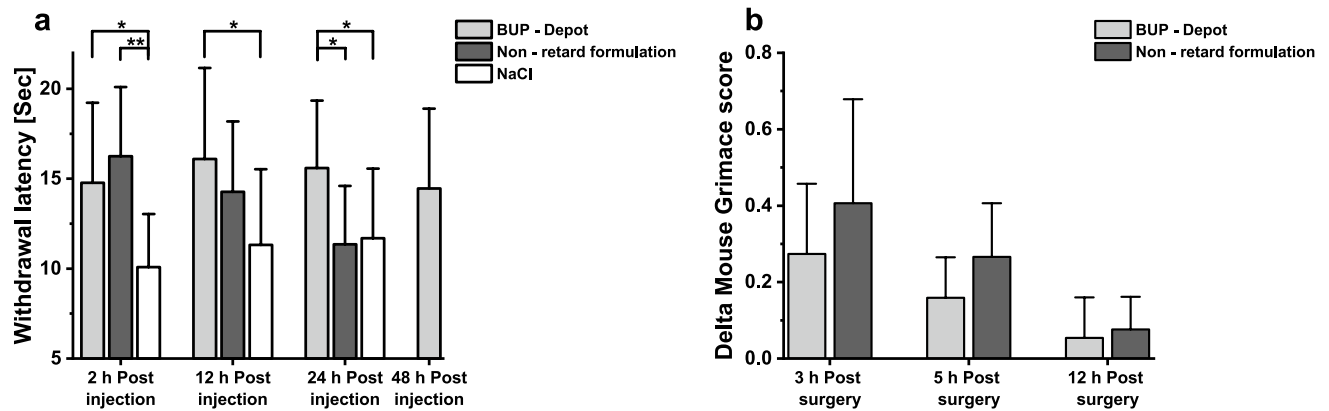 a
*
**
*
*
*
BUP - Depot
Non - retard formulation
NaCl
Withdrawal latency [Sec]
20
15
10
5
2 h Post
injection
12 h Post
injection
24 h Post
injection
48 h Post
injection
b
BUP - Depot
Non - retard formulation
Delta Mouse Grimace score
0.8
0.6
0.4
0.2
0.0
3 h Post
surgery
5 h Post
surgery
12 h Post
surgery